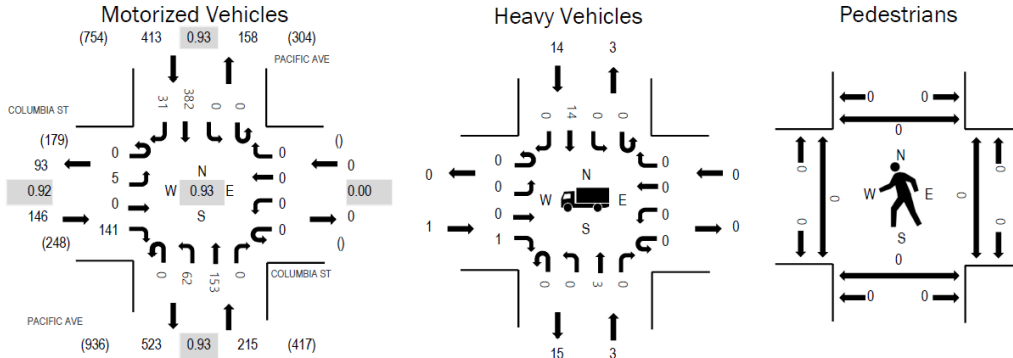 Motorized Vehicles
(754) 413 0.93 158 (304)
PACIFIC AVE
31 382 0 0
COLUMBIA ST
(179)
93
0.92
146
(248)
0
5
0
141
N
W 0.93 E
S
0
0
0
0
()
0
0.00
0
()
0 62 153 0
COLUMBIA ST
PACIFIC AVE
(936) 523 0.93 215 (417)
Heavy Vehicles
14 3
0 14 0 0
0
0
0
1
0
1
N
W E
S
0
0
0
0
0
0
0 0 3 0
15 3
Pedestrians
0 0
0
0
0
0
N
W E
S
0
0
0
0
0 0